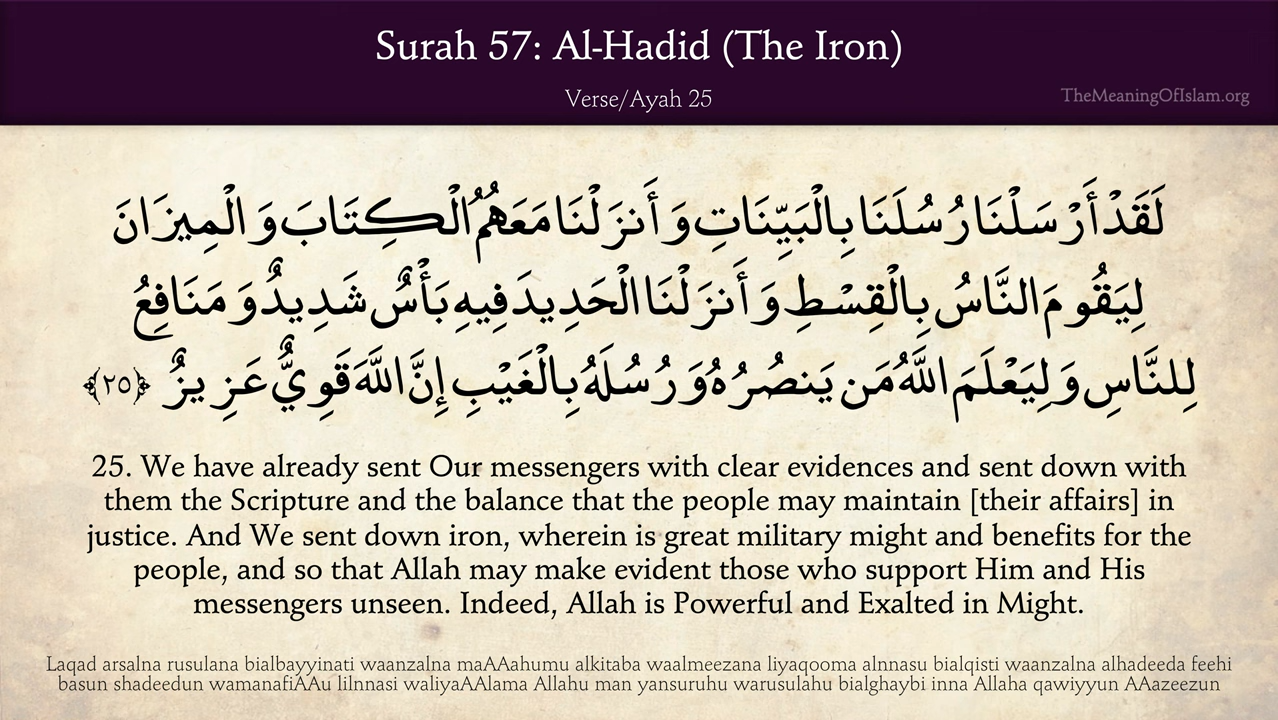 Surah 57: Al-Hadid (The Iron)
Verse/Ayah 25
TheMeaningOfIslam.org
لَقَدْ أَرْسَلْنَا رُسُلَنَا بِالْبَيِّنَاتِ وَأَنزَلْنَا مَعَهُمُ الْكِتَابَ وَالْمِيزَانَ
لِيَقُومَ النَّاسُ بِالْقِسْطِ وَأَنزَلْنَا الْحَدِيدَ فِيهِ بَأْسٌ شَدِيدٌ وَمَنَافِعُ
لِلنَّاسِ وَلِيَعْلَمَ اللَّهُ مَن يَنصُرُهُ وَرُسُلَهُ بِالْغَيْبِ إِنَّ اللَّهَ قَوِيٌّ عَزِيزٌ ﴿٢٥﴾
25. We have already sent Our messengers with clear evidences and sent down with
them the Scripture and the balance that the people may maintain [their affairs] in
justice. And We sent down iron, wherein is great military might and benefits for the
people, and so that Allah may make evident those who support Him and His
messengers unseen. Indeed, Allah is Powerful and Exalted in Might.
Laqad arsalna rusulana bialbayyinati waanzalna maAAahumu alkitaba waalmeezana liyaqooma alnnasu bialqisti waanzalna alhadeeda feehi
basun shadeedun wamanafiAAu lilnnasi waliyaAAlama Allahu man yansuruhu warusulahu bialghaybi inna Allaha qawiyyun AAazeezun